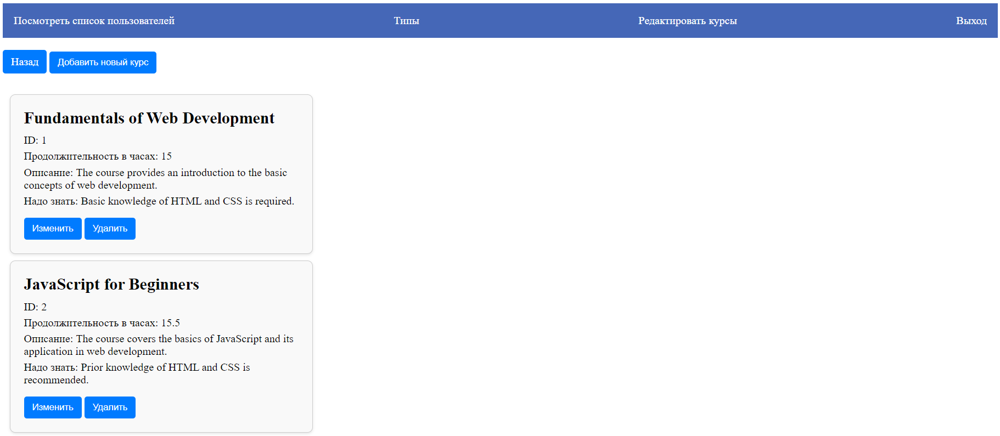 Посмотреть список пользователей Типы Редактировать курсы Выход
Назад Добавить новый курс
Fundamentals of Web Development
ID: 1
Продолжительность в часах: 15
Описание: The course provides an introduction to the basic
concepts of web development.
Надо знать: Basic knowledge of HTML and CSS is required.
Изменить Удалить
JavaScript for Beginners
ID: 2
Продолжительность в часах: 15.5
Описание: The course covers the basics of JavaScript and its
application in web development.
Надо знать: Prior knowledge of HTML and CSS is
recommended.
Изменить Удалить